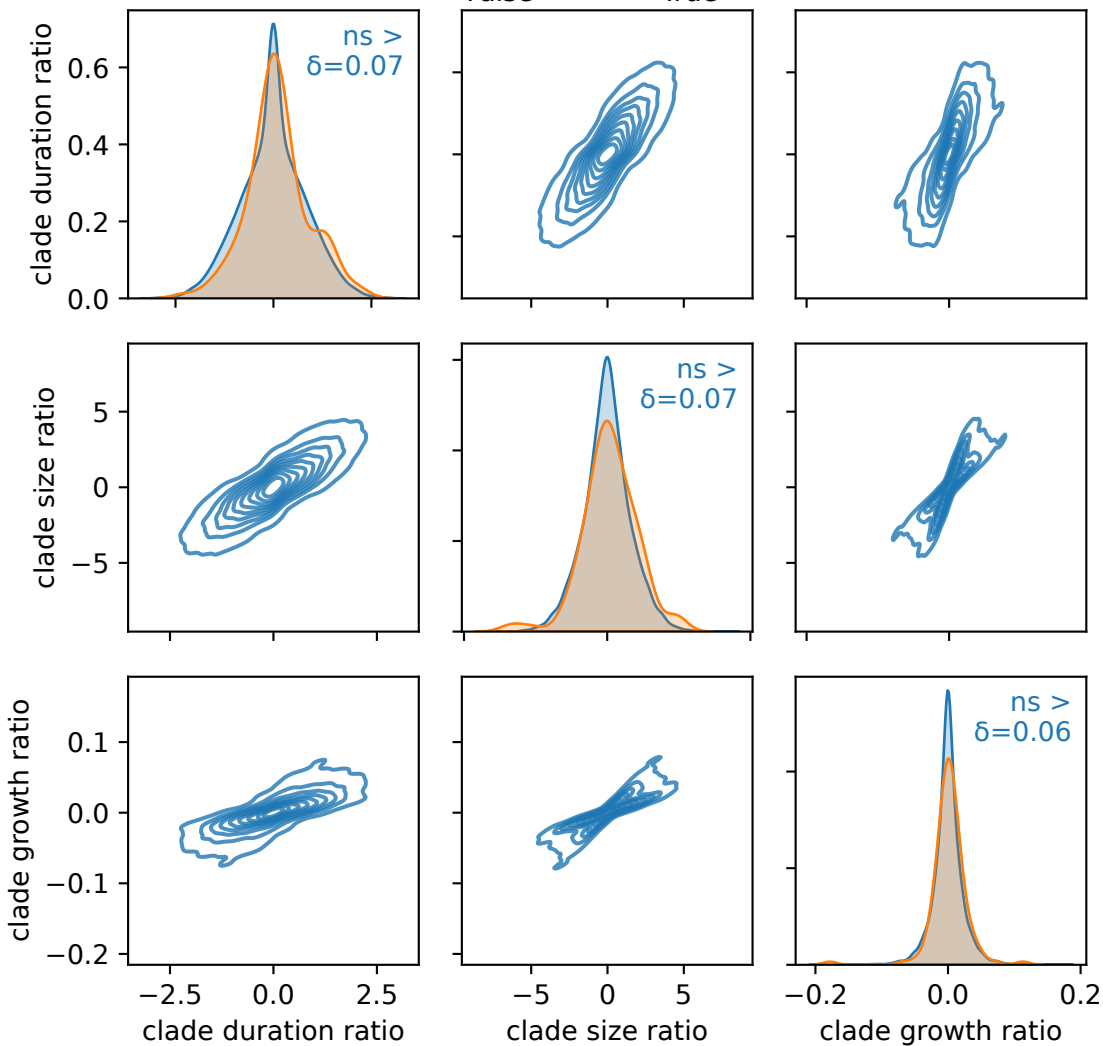 clade duration ratio
0.6
0.4
0.2
0.0
ns >
δ=0.07
clade size ratio
5
0
−5
ns >
δ=0.07
clade growth ratio
0.1
0.0
−0.1
−0.2
ns >
δ=0.06
−2.5 0.0 2.5
−5 0 5
−0.2 0.0 0.2
clade duration ratio
clade size ratio
clade growth ratio